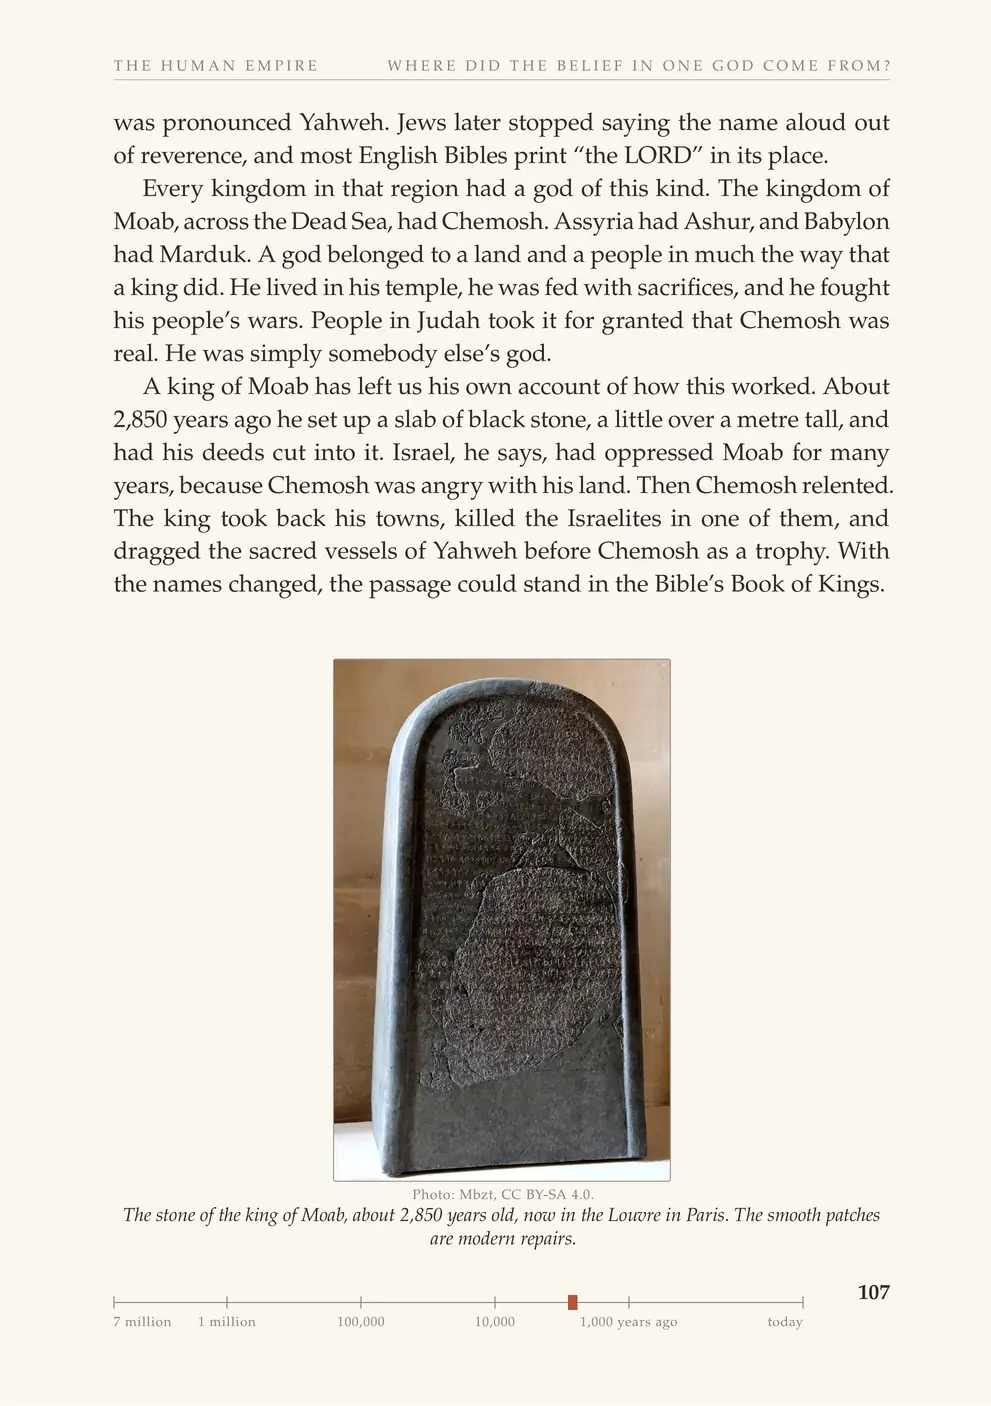 THE HUMAN EMPIRE
WHERE DID THE BELIEF IN ONE GOD COME FROM?
was pronounced Yahweh. Jews later stopped saying the name aloud out
of reverence, and most English Bibles print “the LORD” in its place.
Every kingdom in that region had a god of this kind. The kingdom of
Moab, across the Dead Sea, had Chemosh. Assyria had Ashur, and Babylon
had Marduk. A god belonged to a land and a people in much the way that
a king did. He lived in his temple, he was fed with sacrifices, and he fought
his people’s wars. People in Judah took it for granted that Chemosh was
real. He was simply somebody else’s god.
A king of Moab has left us his own account of how this worked. About
2,850 years ago he set up a slab of black stone, a little over a metre tall, and
had his deeds cut into it. Israel, he says, had oppressed Moab for many
years, because Chemosh was angry with his land. Then Chemosh relented.
The king took back his towns, killed the Israelites in one of them, and
dragged the sacred vessels of Yahweh before Chemosh as a trophy. With
the names changed, the passage could stand in the Bible’s Book of Kings.
Photo: Mbzt, CC BY-SA 4.0.
The stone of the king of Moab, about 2,850 years old, now in the Louvre in Paris. The smooth patches
are modern repairs.
107
7 million 1 million 100,000 10,000 1,000 years ago today